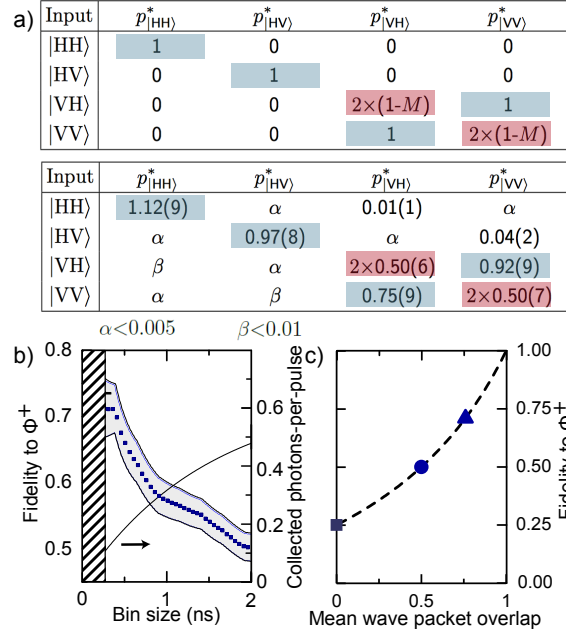 a)
Input p*|HH⟩ p*|HV⟩ p*|VH⟩ p*|VV⟩
|HH⟩ 1 0 0 0
|HV⟩ 0 1 0 0
|VH⟩ 0 0 2×(1-M) 1
|VV⟩ 0 0 1 2×(1-M)
Input p*|HH⟩ p*|HV⟩ p*|VH⟩ p*|VV⟩
|HH⟩ 1.12(9) α 0.01(1) α
|HV⟩ α 0.97(8) α 0.04(2)
|VH⟩ β α 2×0.50(6) 0.92(9)
|VV⟩ α β 0.75(9) 2×0.50(7)
α<0.005 β<0.01
b)
Fidelity to Φ+
0.8
0.7
0.6
0.5
0 1 2
Bin size (ns)
0.6
0.5
0.3
0.2
0
Collected photons-per-pulse
c)
1.00
0.75
0.50
0.25
0.00
Fidelity to Φ+
0 0.5 1
Mean wave packet overlap